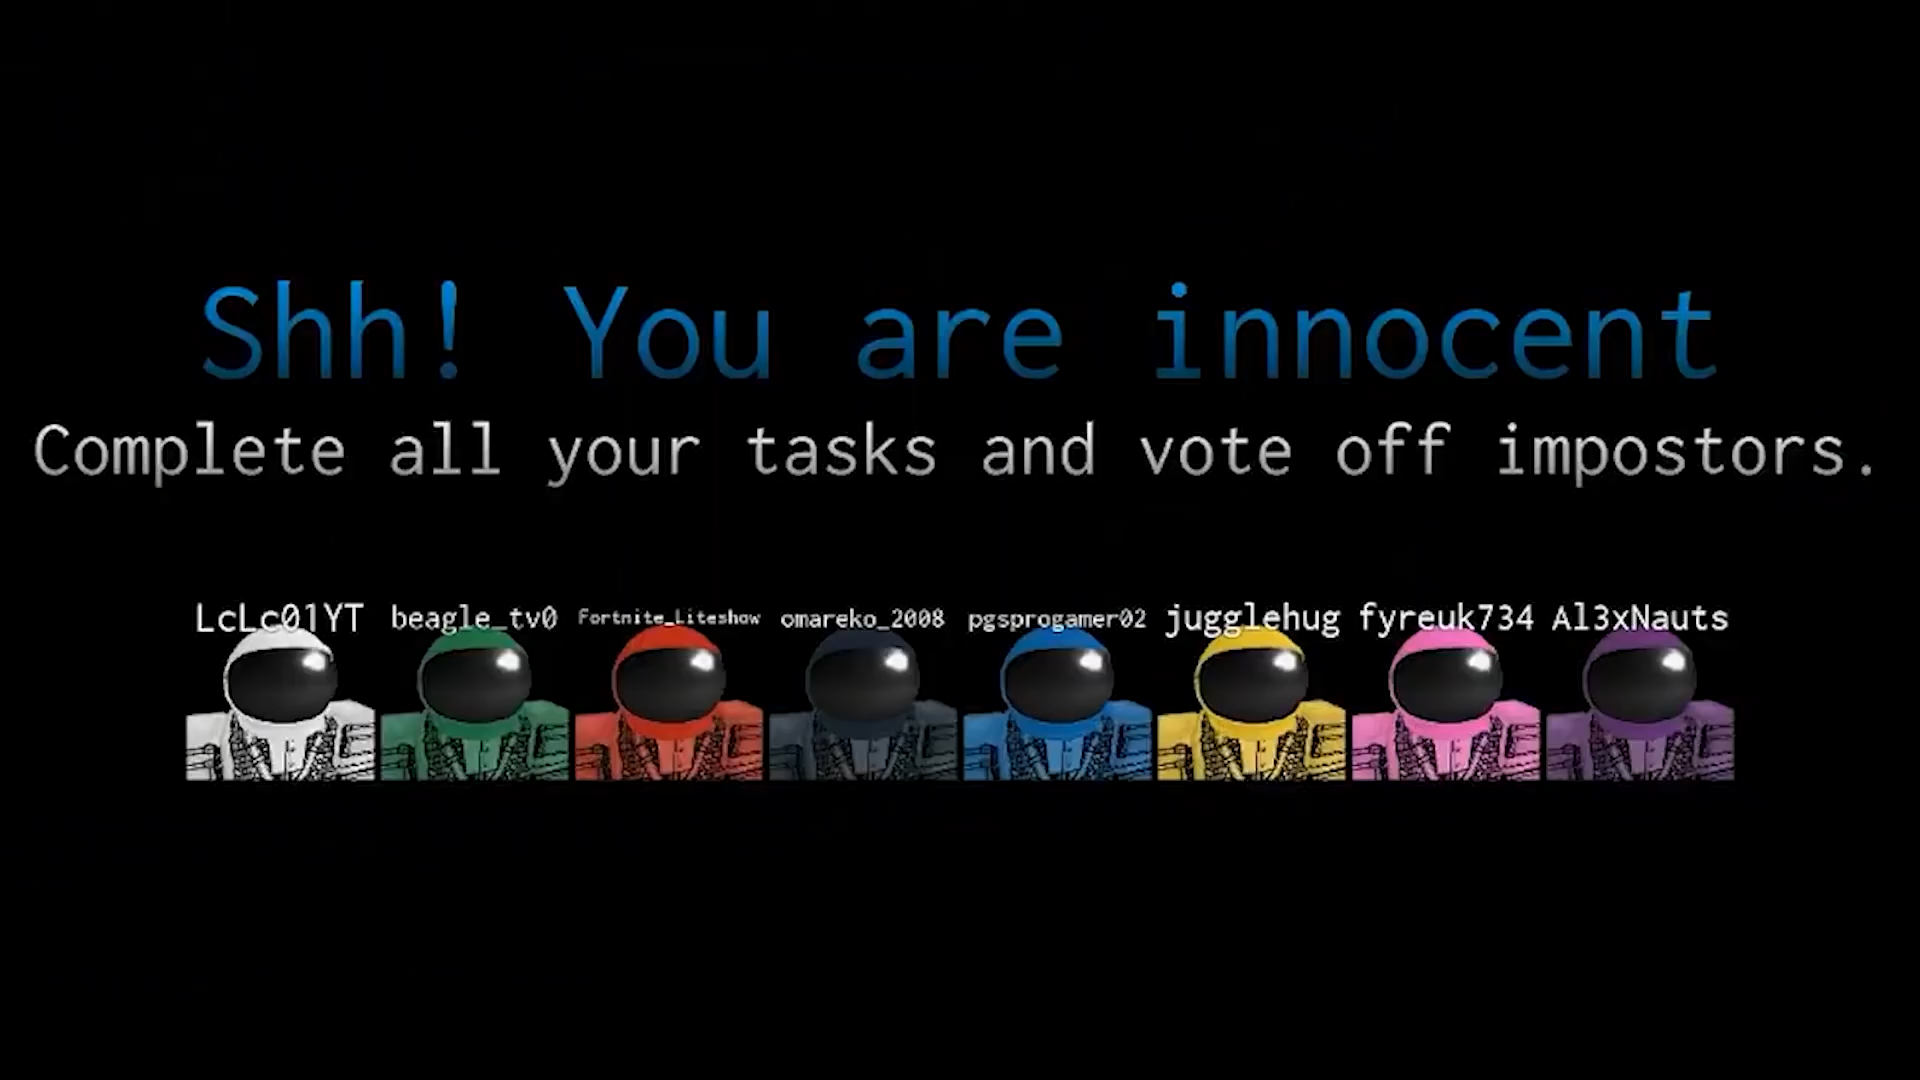 Shh! You are innocent
Complete all your tasks and vote off impostors.
LcLc01YT beagle_tv0 Fortnite_Liteshow omareko_2008 pgsprogamer02 jugglehug fyreuk734 Al3xNauts